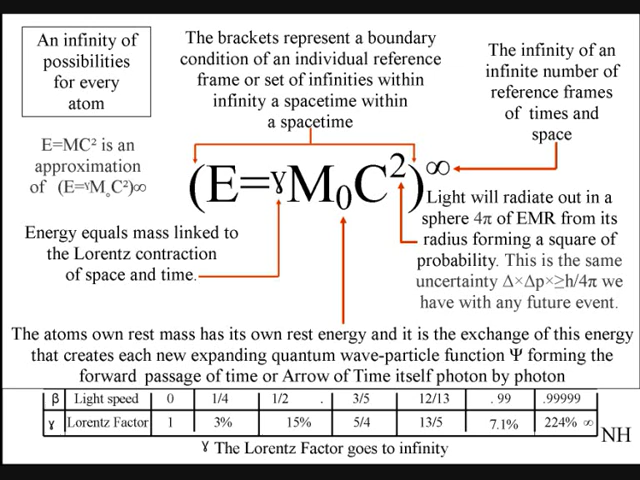 An infinity of
possibilities
for every
atom
The brackets represent a boundary
condition of an individual reference
frame or set of infinities within
infinity a spacetime within
a spacetime
The infinity of an
infinite number of
reference frames
of times and
space
E=MC² is an
approximation
of (E=ˠM˳C²)∞
(E=ɣM₀C²)∞
Energy equals mass linked to
the Lorentz contraction
of space and time.
Light will radiate out in a
sphere 4π of EMR from its
radius forming a square of
probability. This is the same
uncertainty Δ×Δp×≥h/4π we
have with any future event.
The atoms own rest mass has its own rest energy and it is the exchange of this energy
that creates each new expanding quantum wave-particle function Ψ forming the
forward passage of time or Arrow of Time itself photon by photon
β Light speed 0 1/4 1/2 . 3/5 12/13 . 99 .99999
ɣ Lorentz Factor 1 3% 15% 5/4 13/5 7.1% 224% ∞
ɣ The Lorentz Factor goes to infinity
NH